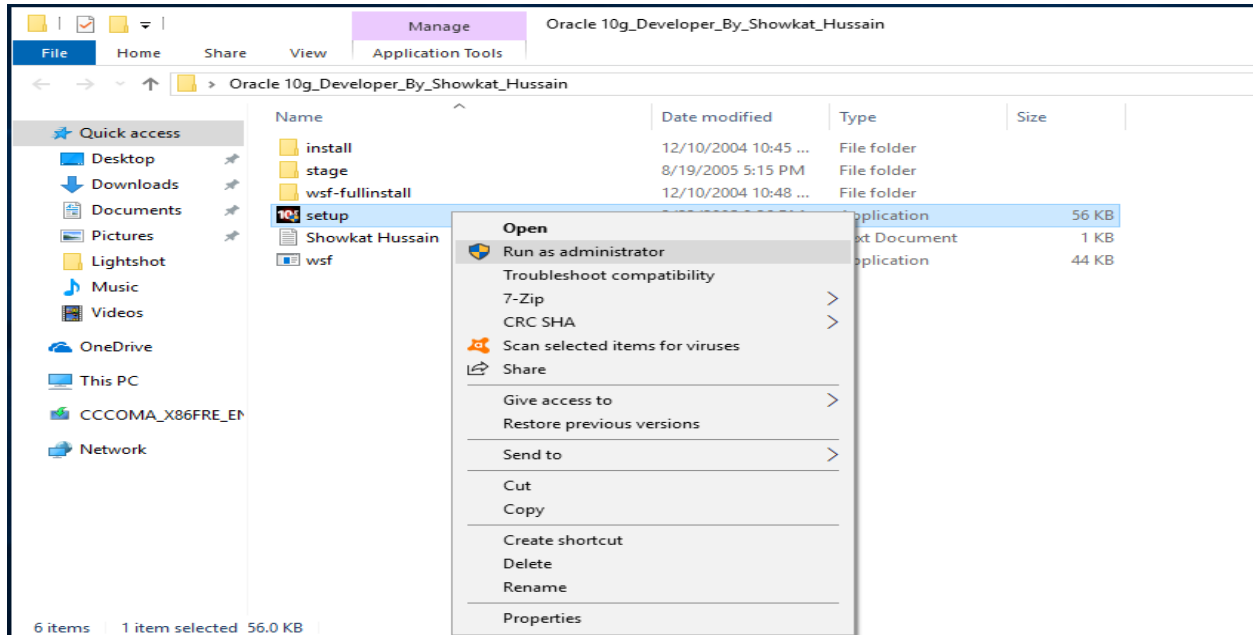 Manage
Oracle 10g_Developer_By_Showkat_Hussain
File Home Share View Application Tools
Oracle 10g_Developer_By_Showkat_Hussain
Name Date modified Type Size
Quick access
Desktop
Downloads
Documents
Pictures
Lightshot
Music
Videos
OneDrive
This PC
CCCOMA_X86FRE_EN
Network
install 12/10/2004 10:45 ... File folder
stage 8/19/2005 5:15 PM File folder
wsf-fullinstall 12/10/2004 10:48 ... File folder
setup 56 KB
Showkat Hussain Document 1 KB
wsf 44 KB
Open
Run as administrator
Troubleshoot compatibility
7-Zip
CRC SHA
Scan selected items for viruses
Share
Give access to
Restore previous versions
Send to
Cut
Copy
Create shortcut
Delete
Rename
Properties
6 items 1 item selected 56.0 KB